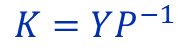 K = YP⁻¹